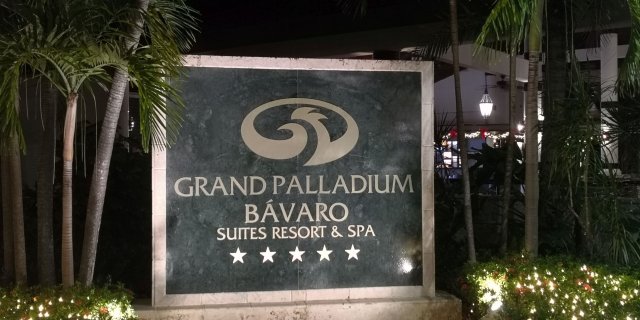 GRAND PALLADIUM
BÁVARO
SUITES RESORT & SPA